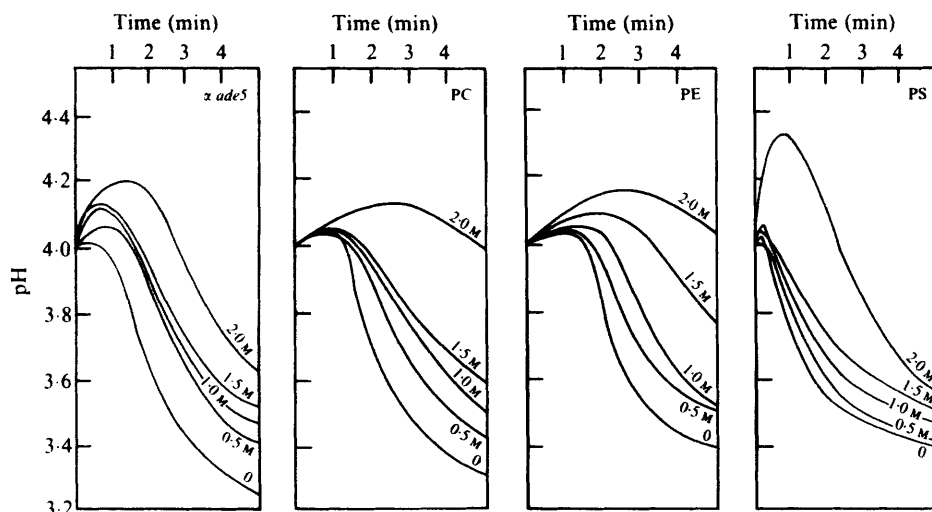 Time (min)
Time (min)
Time (min)
Time (min)
1 2 3 4
1 2 3 4
1 2 3 4
1 2 3 4
α ade5
PC
PE
PS
pH
4·4
4·2
4·0
3·8
3·6
3·4
3·2
2·0 M
1·5 M
1·0 M
0·5 M
0
2·0 M
1·5 M
1·0 M
0·5 M
0
2·0 M
1·5 M
1·0 M
0·5 M
0
2·0 M
1·5 M
1·0 M
0·5 M
0